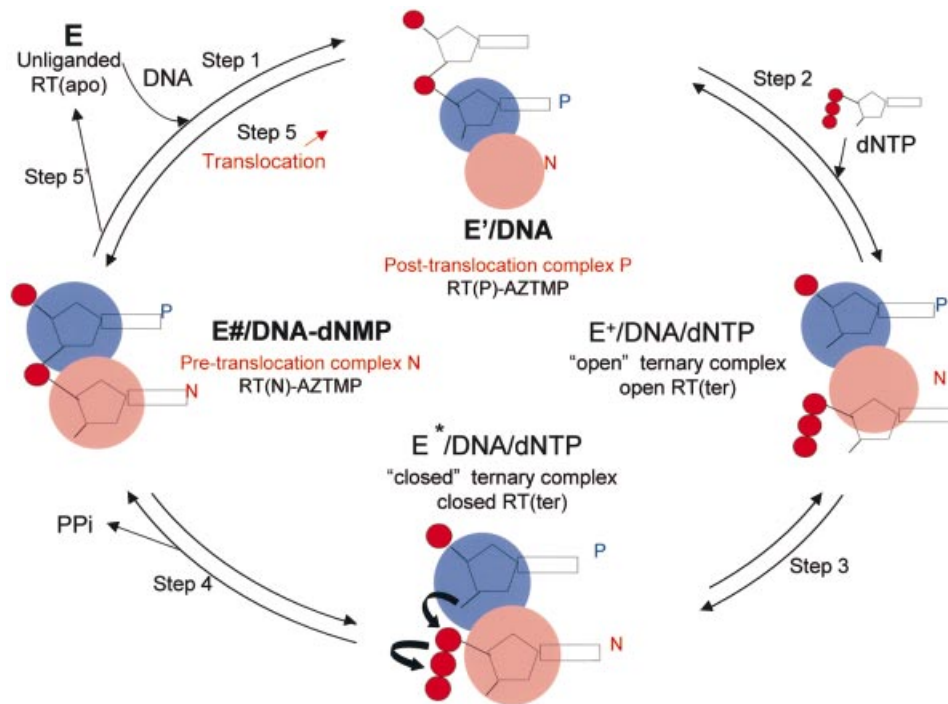 E
Unliganded
RT(apo)
DNA
Step 1
Step 5
Translocation
Step 5'
P
N
E'/DNA
Post-translocation complex P
RT(P)-AZTMP
Step 2
dNTP
P
N
E#/DNA-dNMP
Pre-translocation complex N
RT(N)-AZTMP
E+/DNA/dNTP
"open" ternary complex
open RT(ter)
P
N
E*/DNA/dNTP
"closed" ternary complex
closed RT(ter)
P
N
PPi
Step 4
Step 3